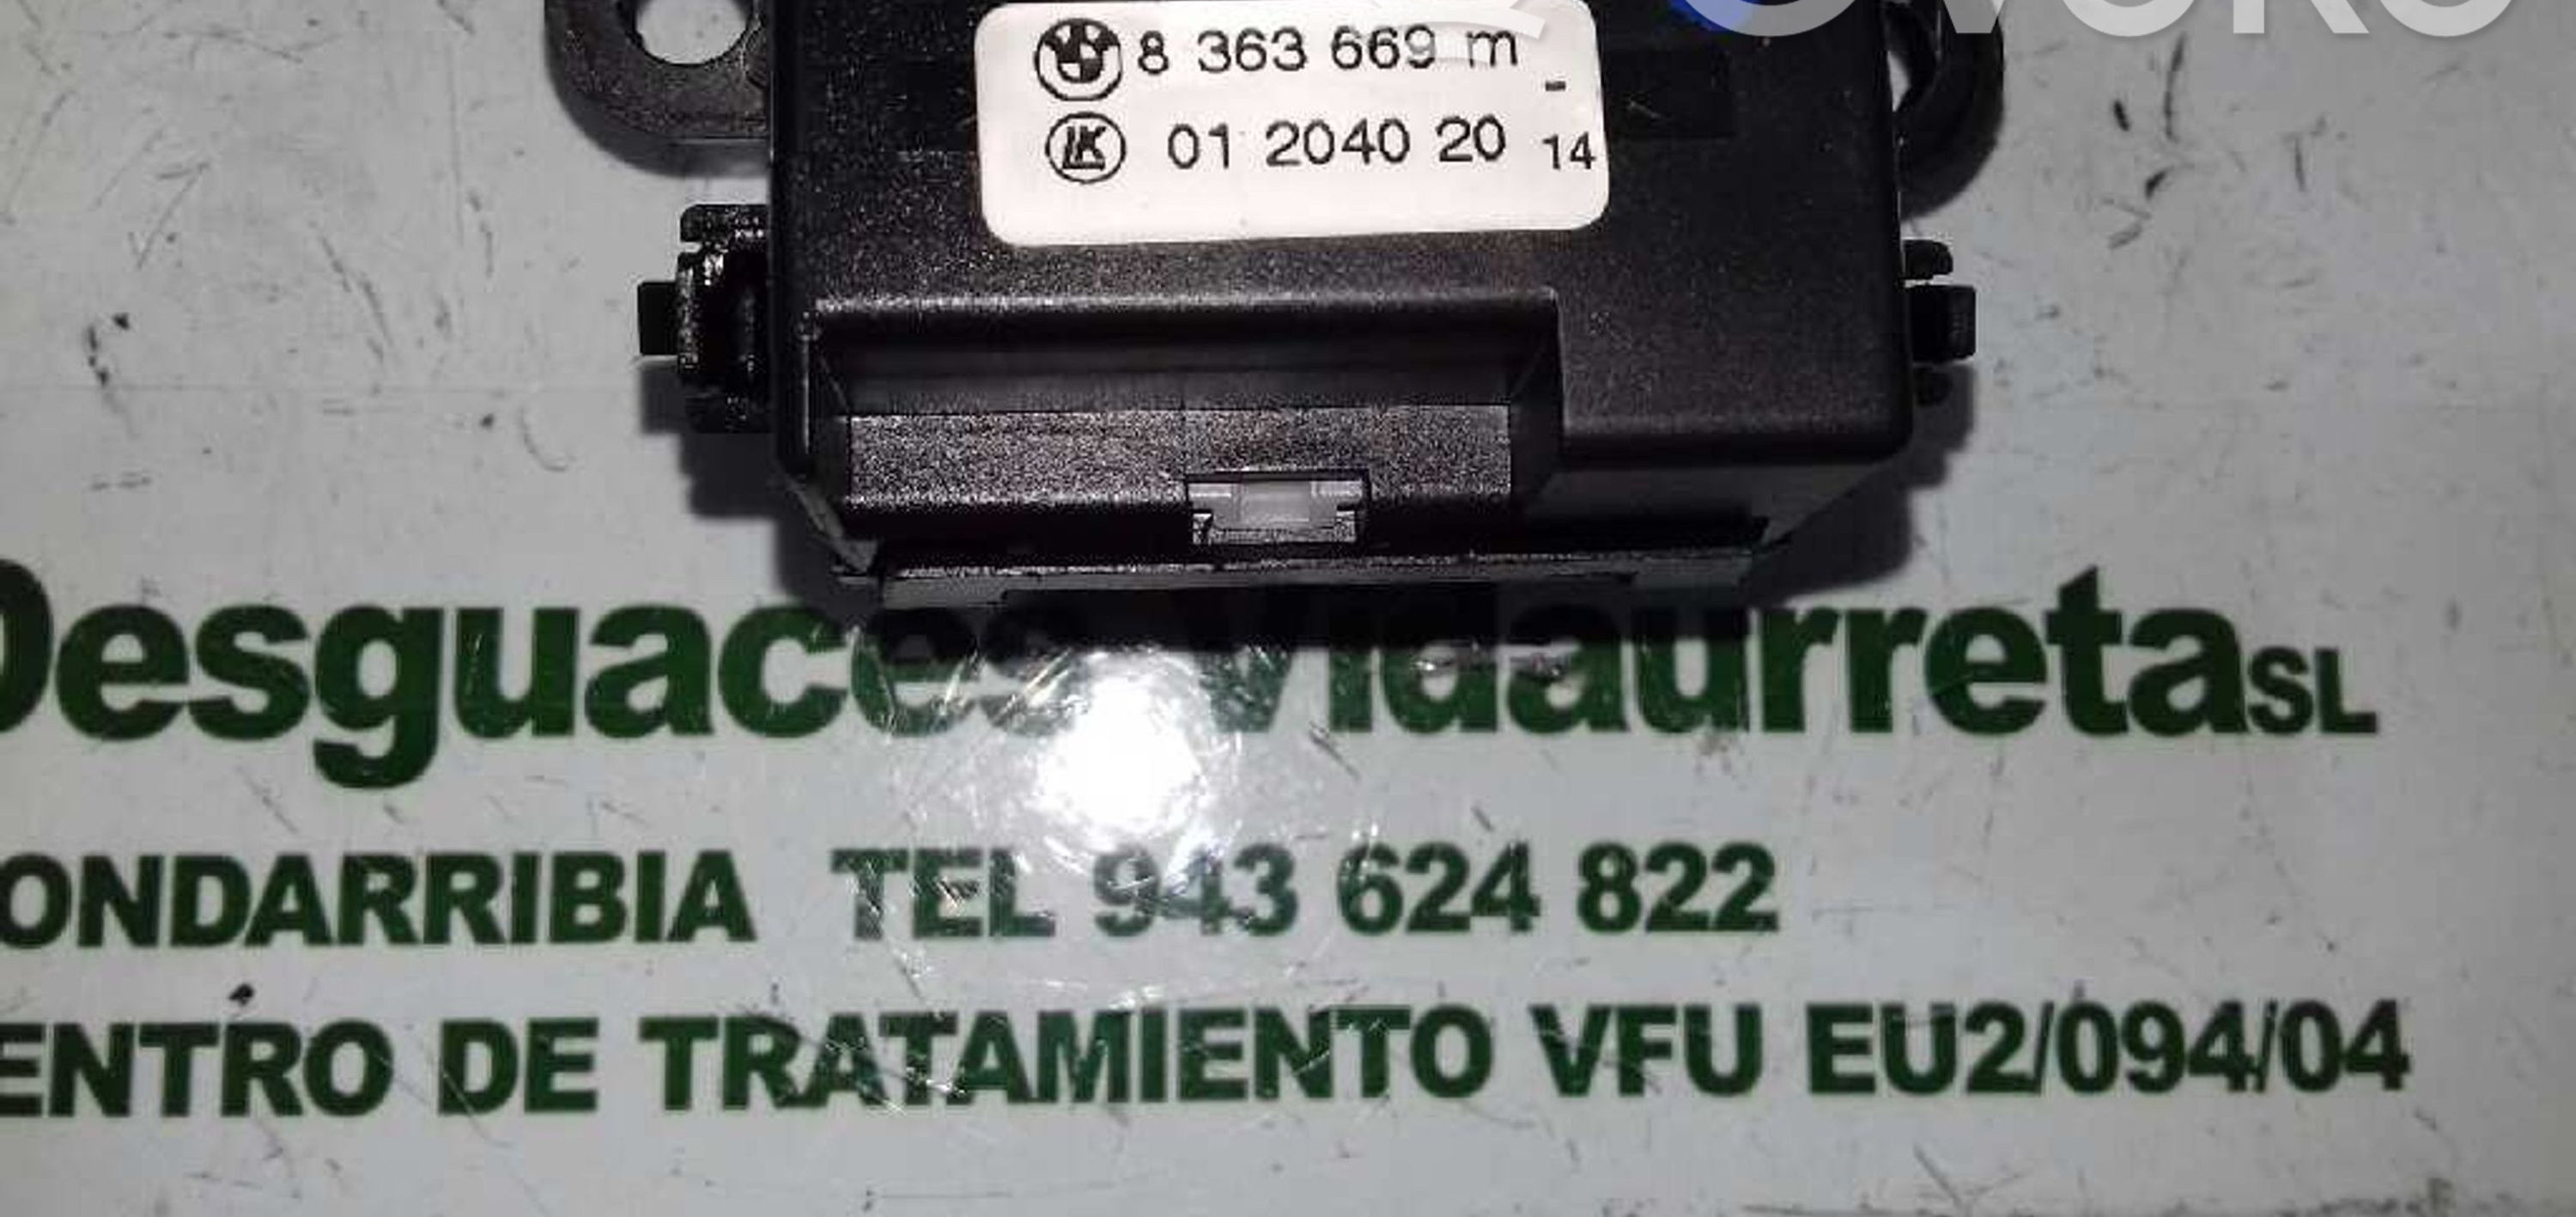 8 363 669 m
-
LK 01 2040 20 14
Desguaces Vidaurreta SL
ONDARRIBIA TEL 943 624 822
ENTRO DE TRATAMIENTO VFU EU2/094/04